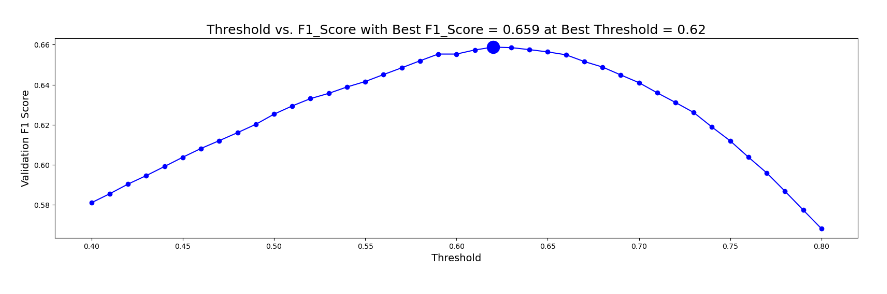 Threshold vs. F1_Score with Best F1_Score = 0.659 at Best Threshold = 0.62
0.66
0.64
0.62
0.60
0.58
Validation F1 Score
0.40 0.45 0.50 0.55 0.60 0.65 0.70 0.75 0.80
Threshold